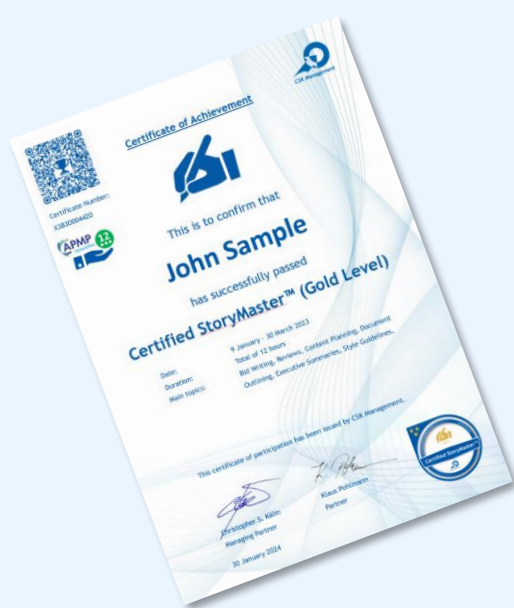 CSK Management
Certificate of Achievement
Certificate Number:
X3830004420
APMP
12
This is to confirm that
John Sample
has successfully passed
Certified StoryMaster™ (Gold Level)
Date: 9 January - 30 March 2023
Duration: Total of 12 hours
Main topics: Bid Writing, Reviews, Content Planning, Document
Outlining, Executive Summaries, Style Guidelines,
This certificate of participation has been issued by CSK Management.
Certified StoryMaster™
Christopher S. Kälin
Managing Partner
Klaus Pohlmann
Partner
30 January 2024